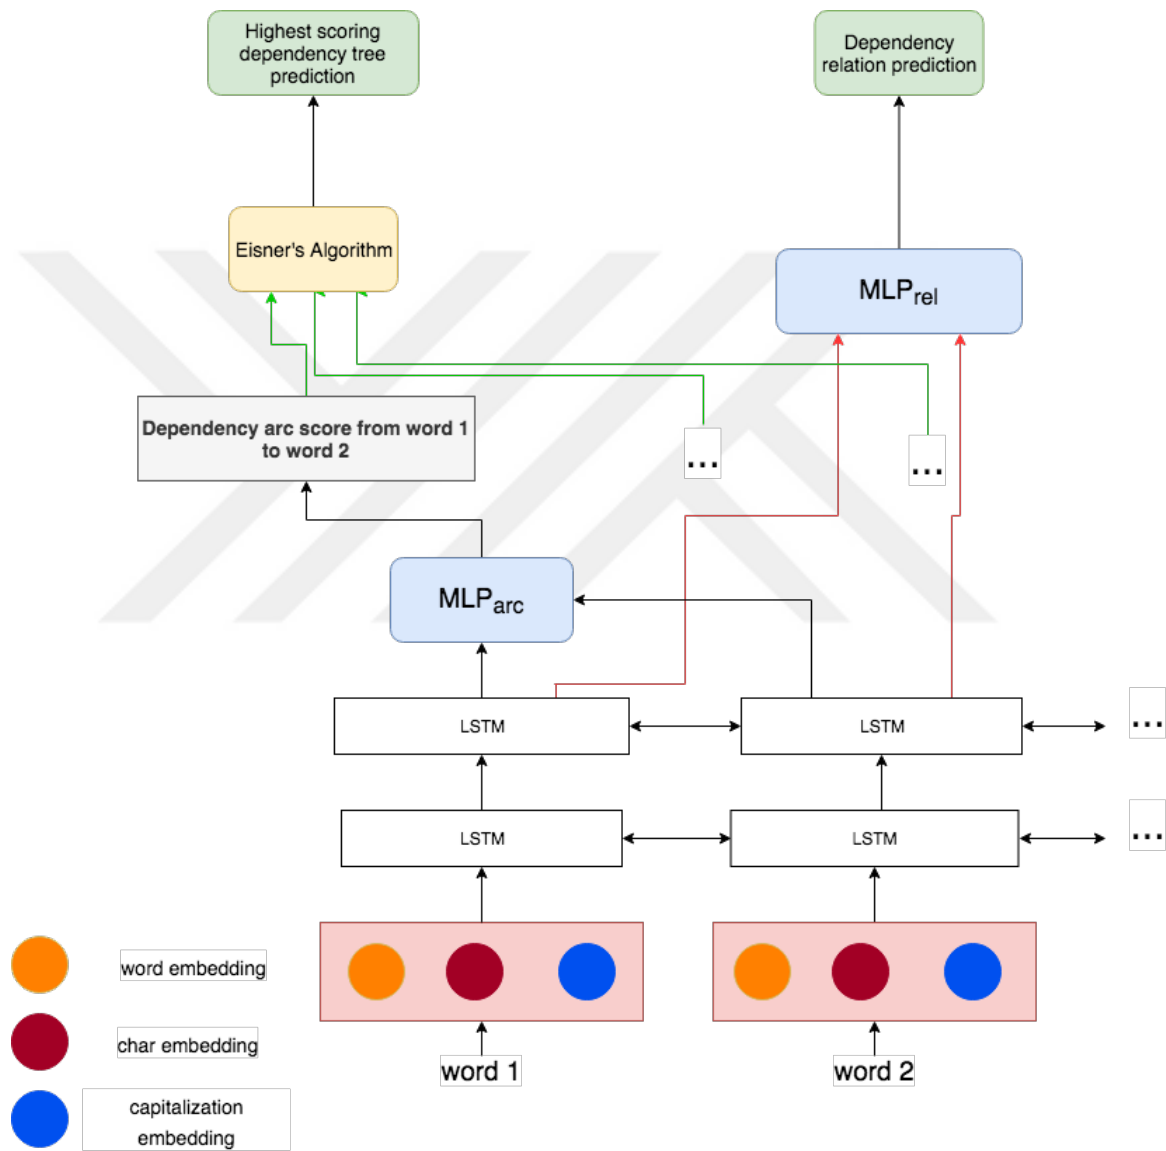 Highest scoring
dependency tree
prediction
Dependency
relation prediction
Eisner's Algorithm
MLPrel
Dependency arc score from word 1
to word 2
...
...
MLParc
LSTM
LSTM
...
LSTM
LSTM
...
word embedding
char embedding
capitalization
embedding
word 1
word 2